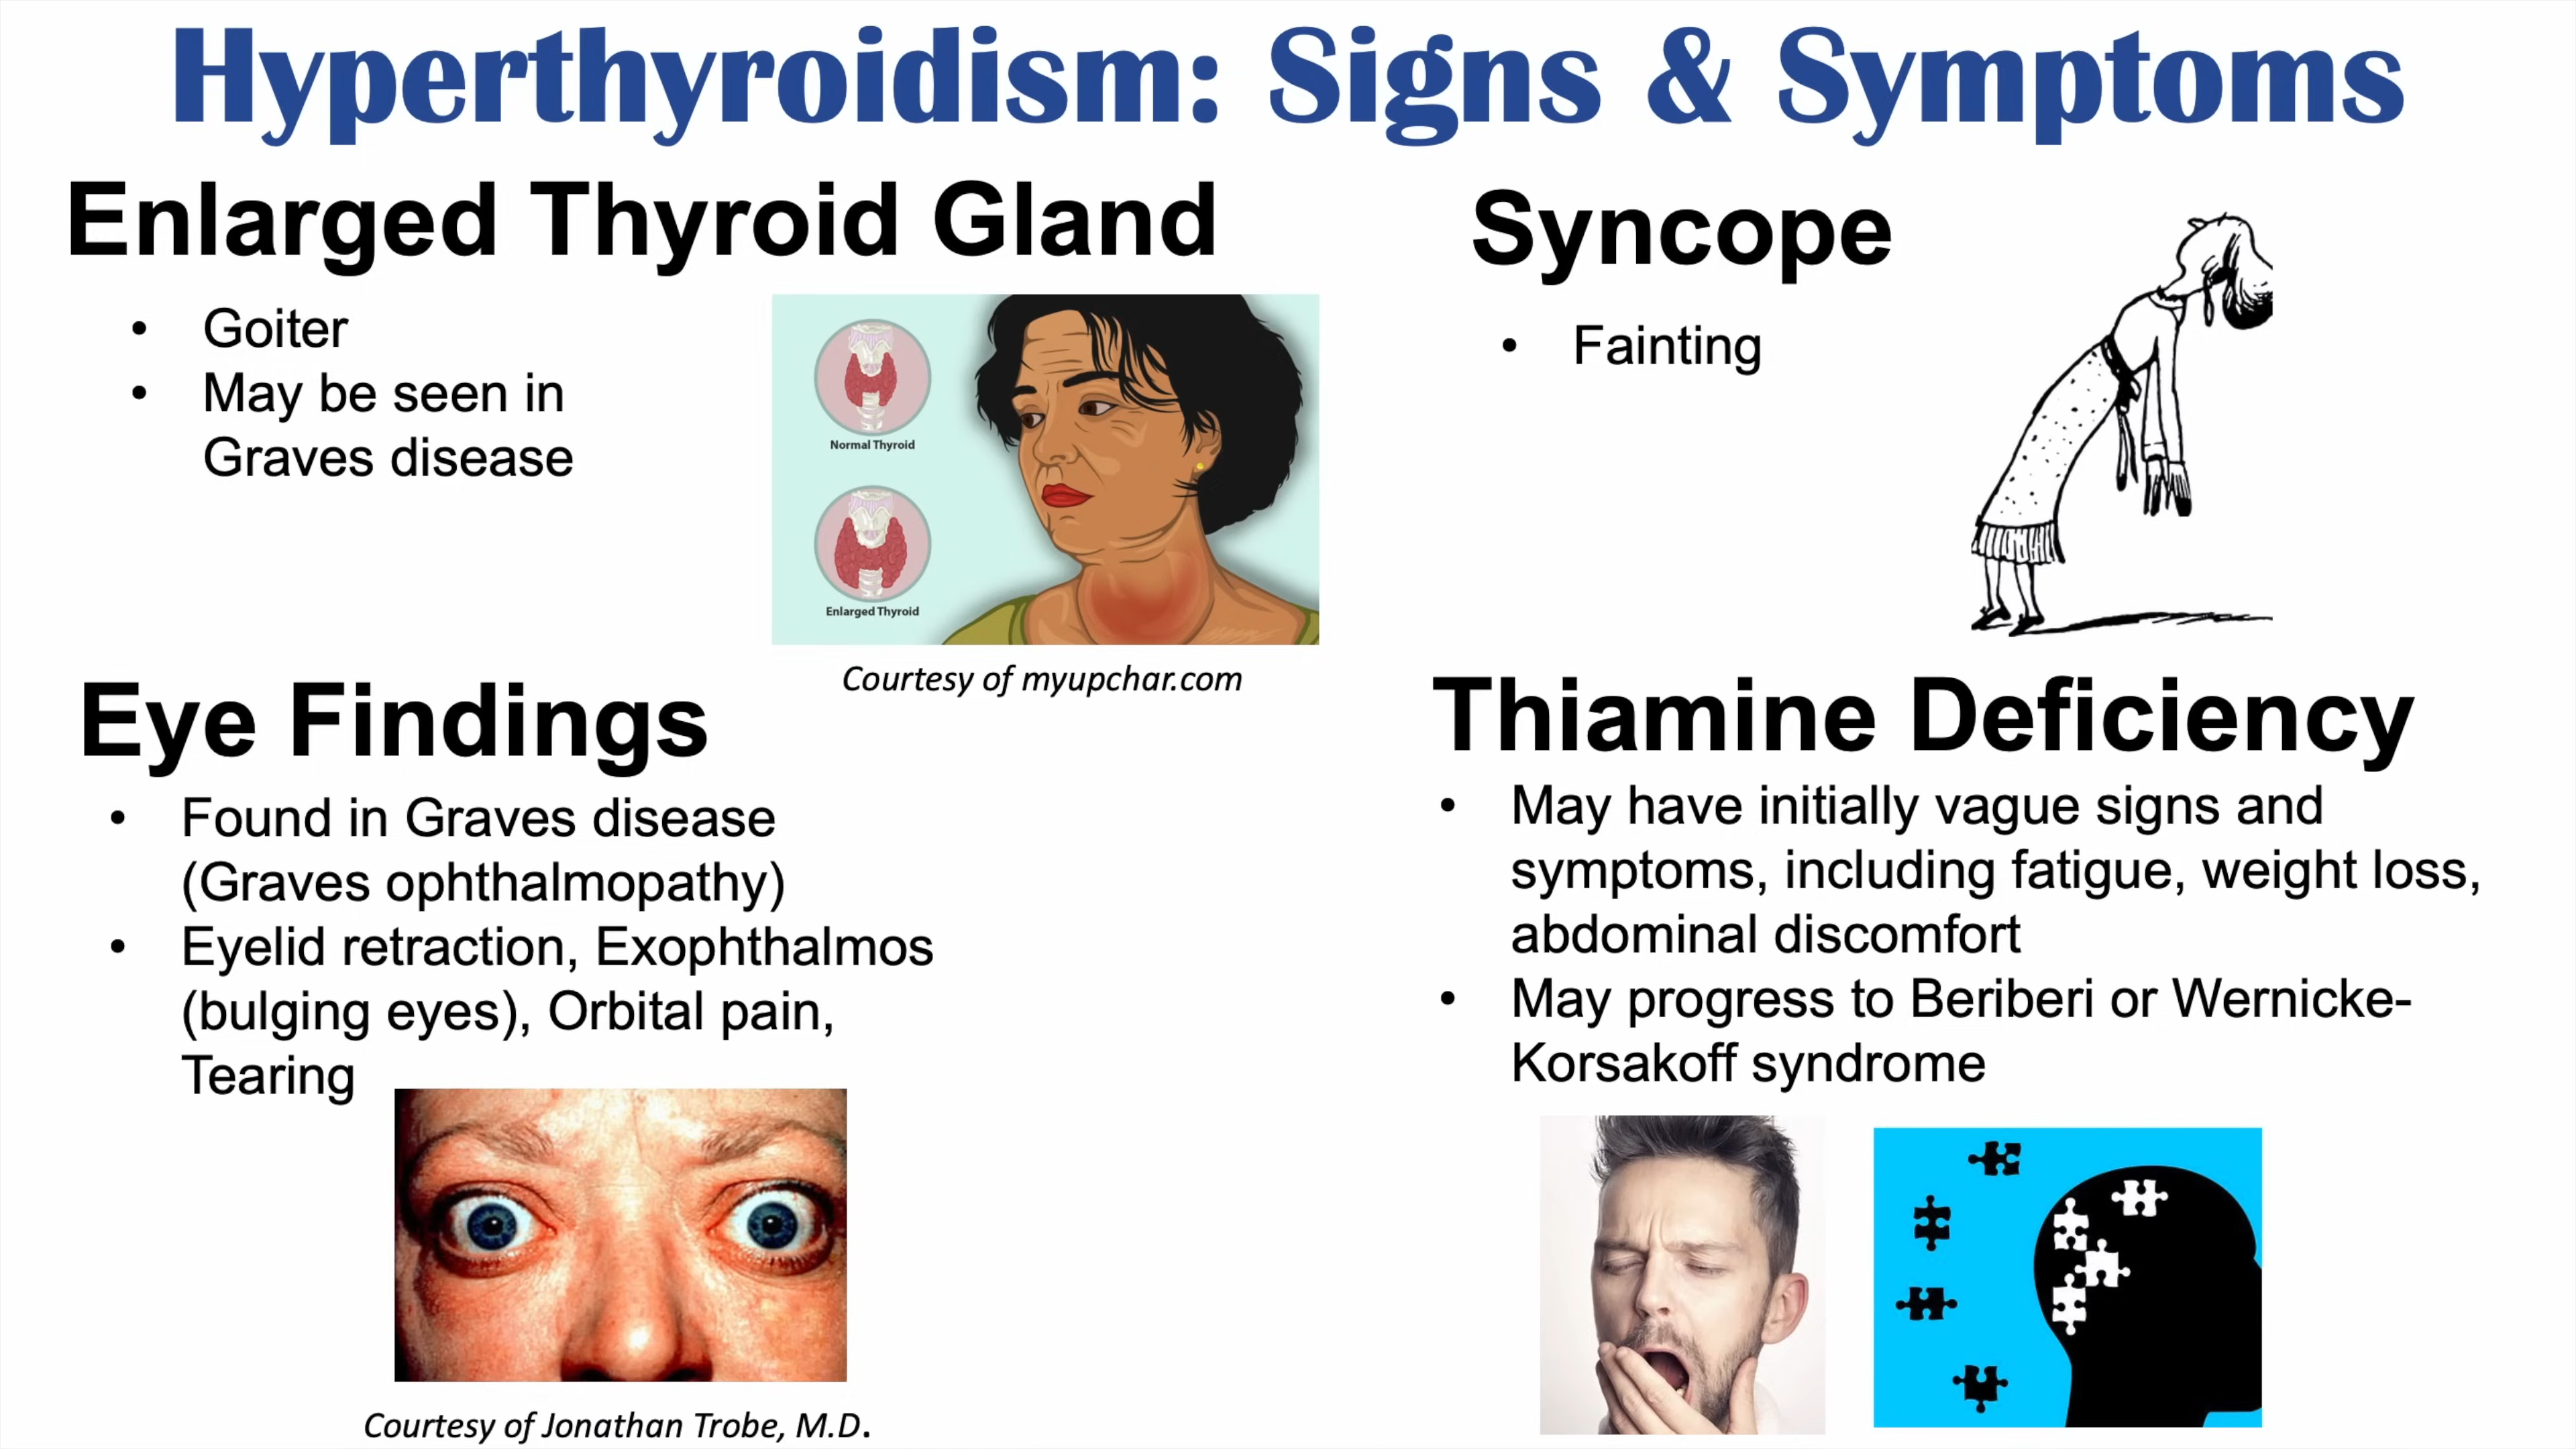 Hyperthyroidism: Signs & Symptoms
Enlarged Thyroid Gland
• Goiter
• May be seen in
Graves disease
Normal Thyroid
Enlarged Thyroid
Courtesy of myupchar.com
Syncope
• Fainting
Eye Findings
• Found in Graves disease
(Graves ophthalmopathy)
• Eyelid retraction, Exophthalmos
(bulging eyes), Orbital pain,
Tearing
Courtesy of Jonathan Trobe, M.D.
Thiamine Deficiency
• May have initially vague signs and
symptoms, including fatigue, weight loss,
abdominal discomfort
• May progress to Beriberi or Wernicke-
Korsakoff syndrome